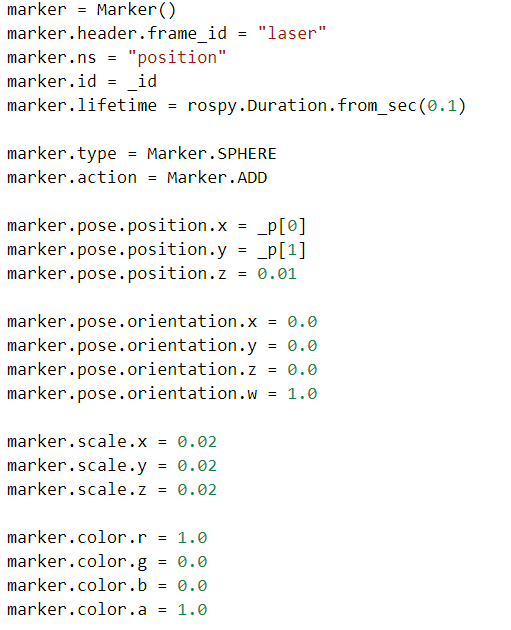 marker = Marker()
marker.header.frame_id = "laser"
marker.ns = "position"
marker.id = _id
marker.lifetime = rospy.Duration.from_sec(0.1)
marker.type = Marker.SPHERE
marker.action = Marker.ADD
marker.pose.position.x = _p[0]
marker.pose.position.y = _p[1]
marker.pose.position.z = 0.01
marker.pose.orientation.x = 0.0
marker.pose.orientation.y = 0.0
marker.pose.orientation.z = 0.0
marker.pose.orientation.w = 1.0
marker.scale.x = 0.02
marker.scale.y = 0.02
marker.scale.z = 0.02
marker.color.r = 1.0
marker.color.g = 0.0
marker.color.b = 0.0
marker.color.a = 1.0